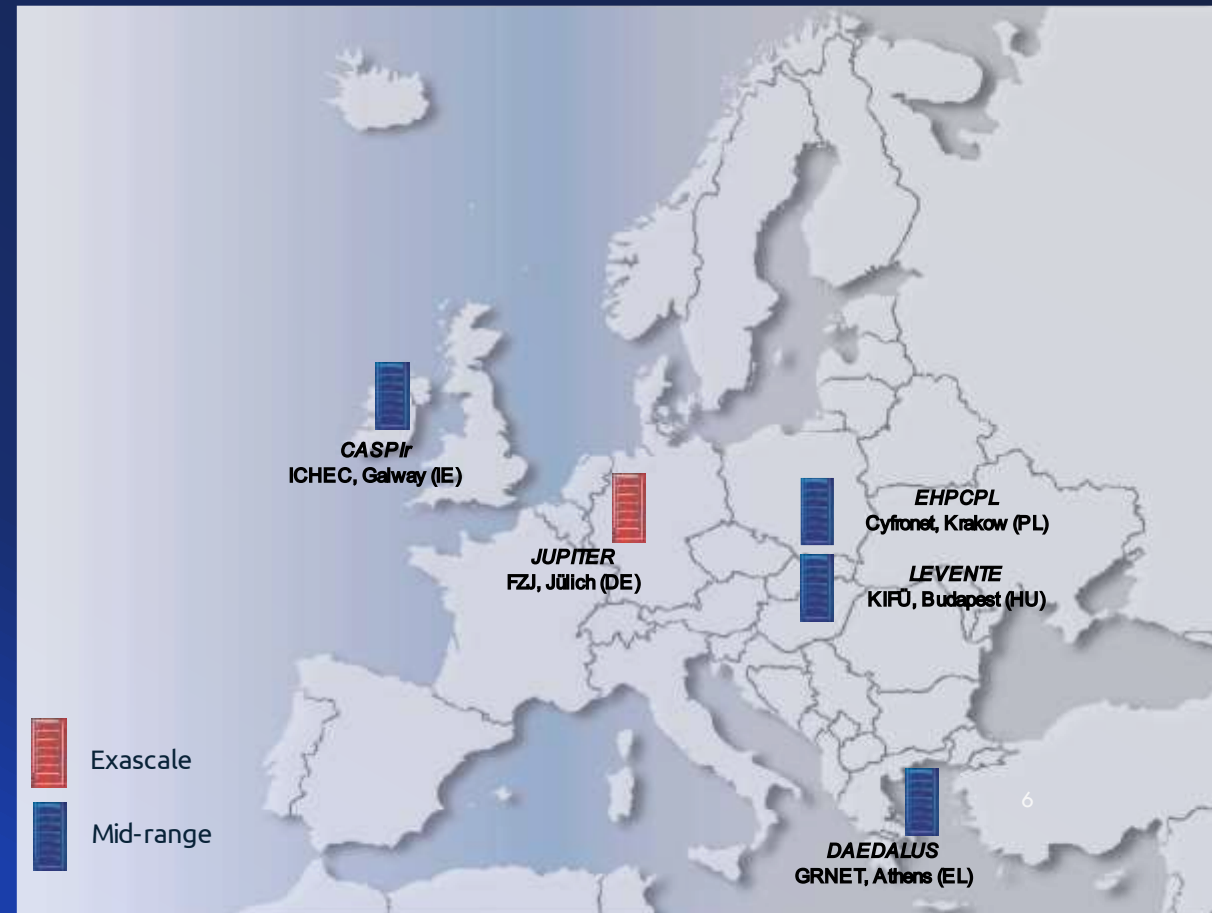 CASPIr
ICHEC, Galway (IE)
JUPITER
FZJ, Jülich (DE)
EHPCPL
Cyfronet, Krakow (PL)
LEVENTE
KIFÜ, Budapest (HU)
Exascale
Mid-range
6
DAEDALUS
GRNET, Athens (EL)